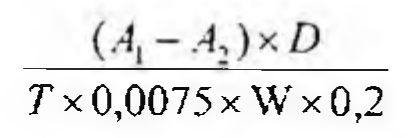 (A₁ − A₂) × D
T × 0,0075 × W × 0,2